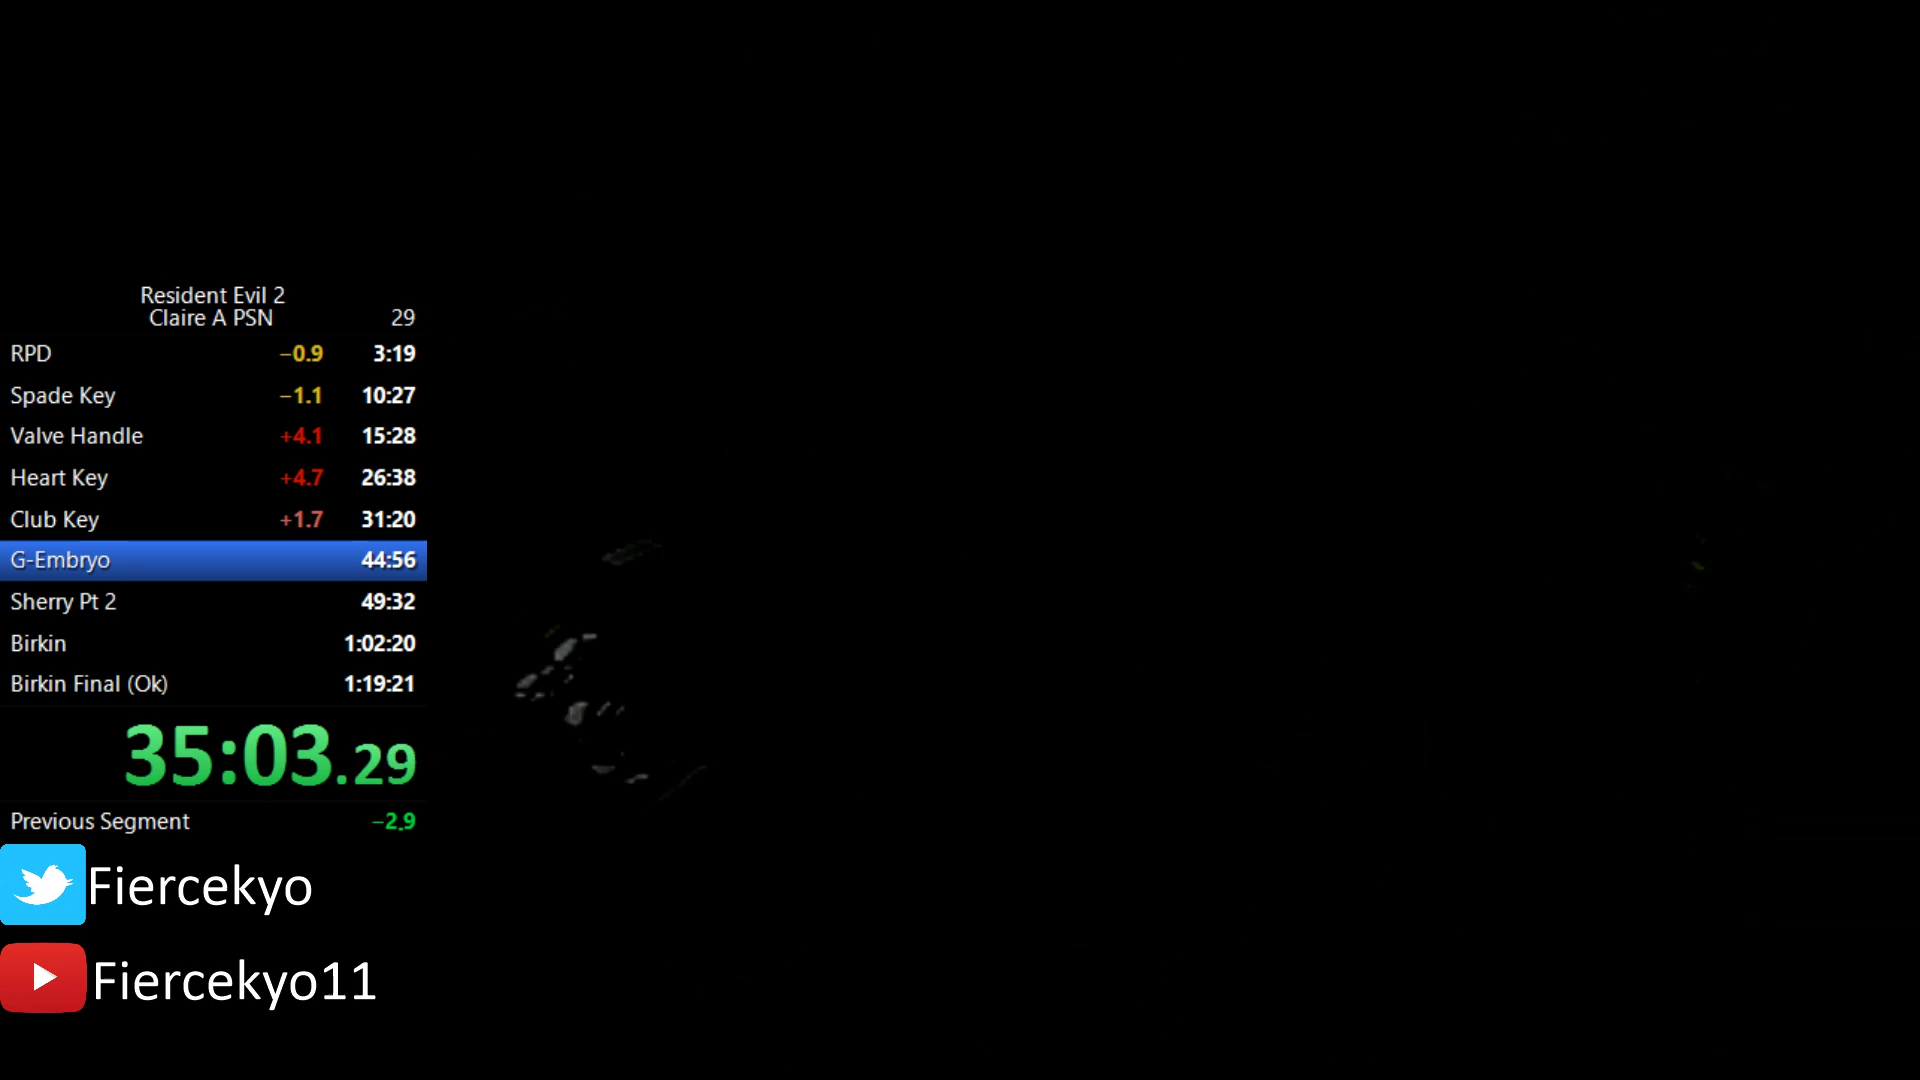 Resident Evil 2
Claire A PSN 29
RPD −0.9 3:19
Spade Key −1.1 10:27
Valve Handle +4.1 15:28
Heart Key +4.7 26:38
Club Key +1.7 31:20
G-Embryo 44:56
Sherry Pt 2 49:32
Birkin 1:02:20
Birkin Final (Ok) 1:19:21
35:03.29
Previous Segment −2.9
Fiercekyo
Fiercekyo11